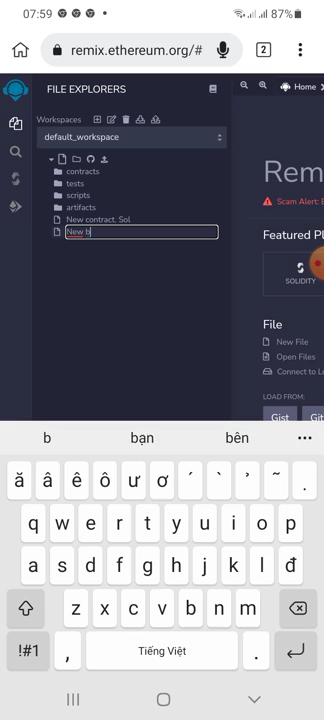 07:59
87%
remix.ethereum.org/#
2
FILE EXPLORERS
Home
Workspaces
default_workspace
contracts
tests
scripts
artifacts
New contract. Sol
New b
Rem
Scam Alert:
Featured Pl
SOLIDITY
File
New File
Open Files
Connect to Lo
LOAD FROM:
Gist
Git
b
bạn
bên
ă â ê ô ư ơ ´ ` ̉ ~ .
q w e r t y u i o p
a s d f g h j k l đ
z x c v b n m
!#1 , Tiếng Việt .